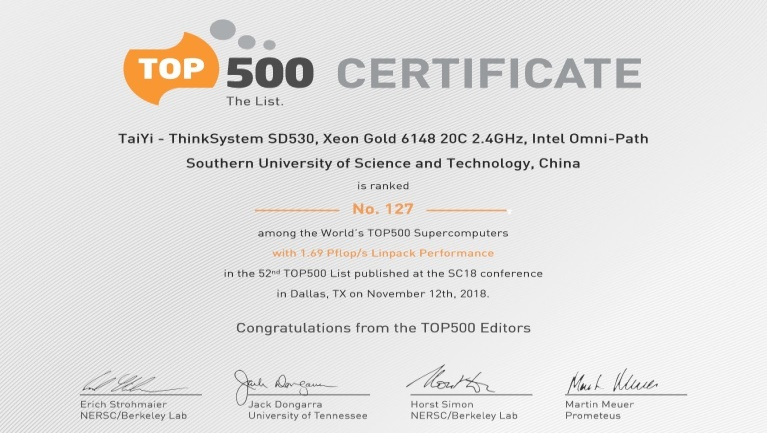 TOP 500 CERTIFICATE
The List.
TaiYi - ThinkSystem SD530, Xeon Gold 6148 20C 2.4GHz, Intel Omni-Path
Southern University of Science and Technology, China
is ranked
No. 127
among the World's TOP500 Supercomputers
with 1.69 Pflop/s Linpack Performance
in the 52nd TOP500 List published at the SC18 conference
in Dallas, TX on November 12th, 2018.
Congratulations from the TOP500 Editors
Erich Strohmaier
NERSC/Berkeley Lab
Jack Dongarra
University of Tennessee
Horst Simon
NERSC/Berkeley Lab
Martin Meuer
Prometeus